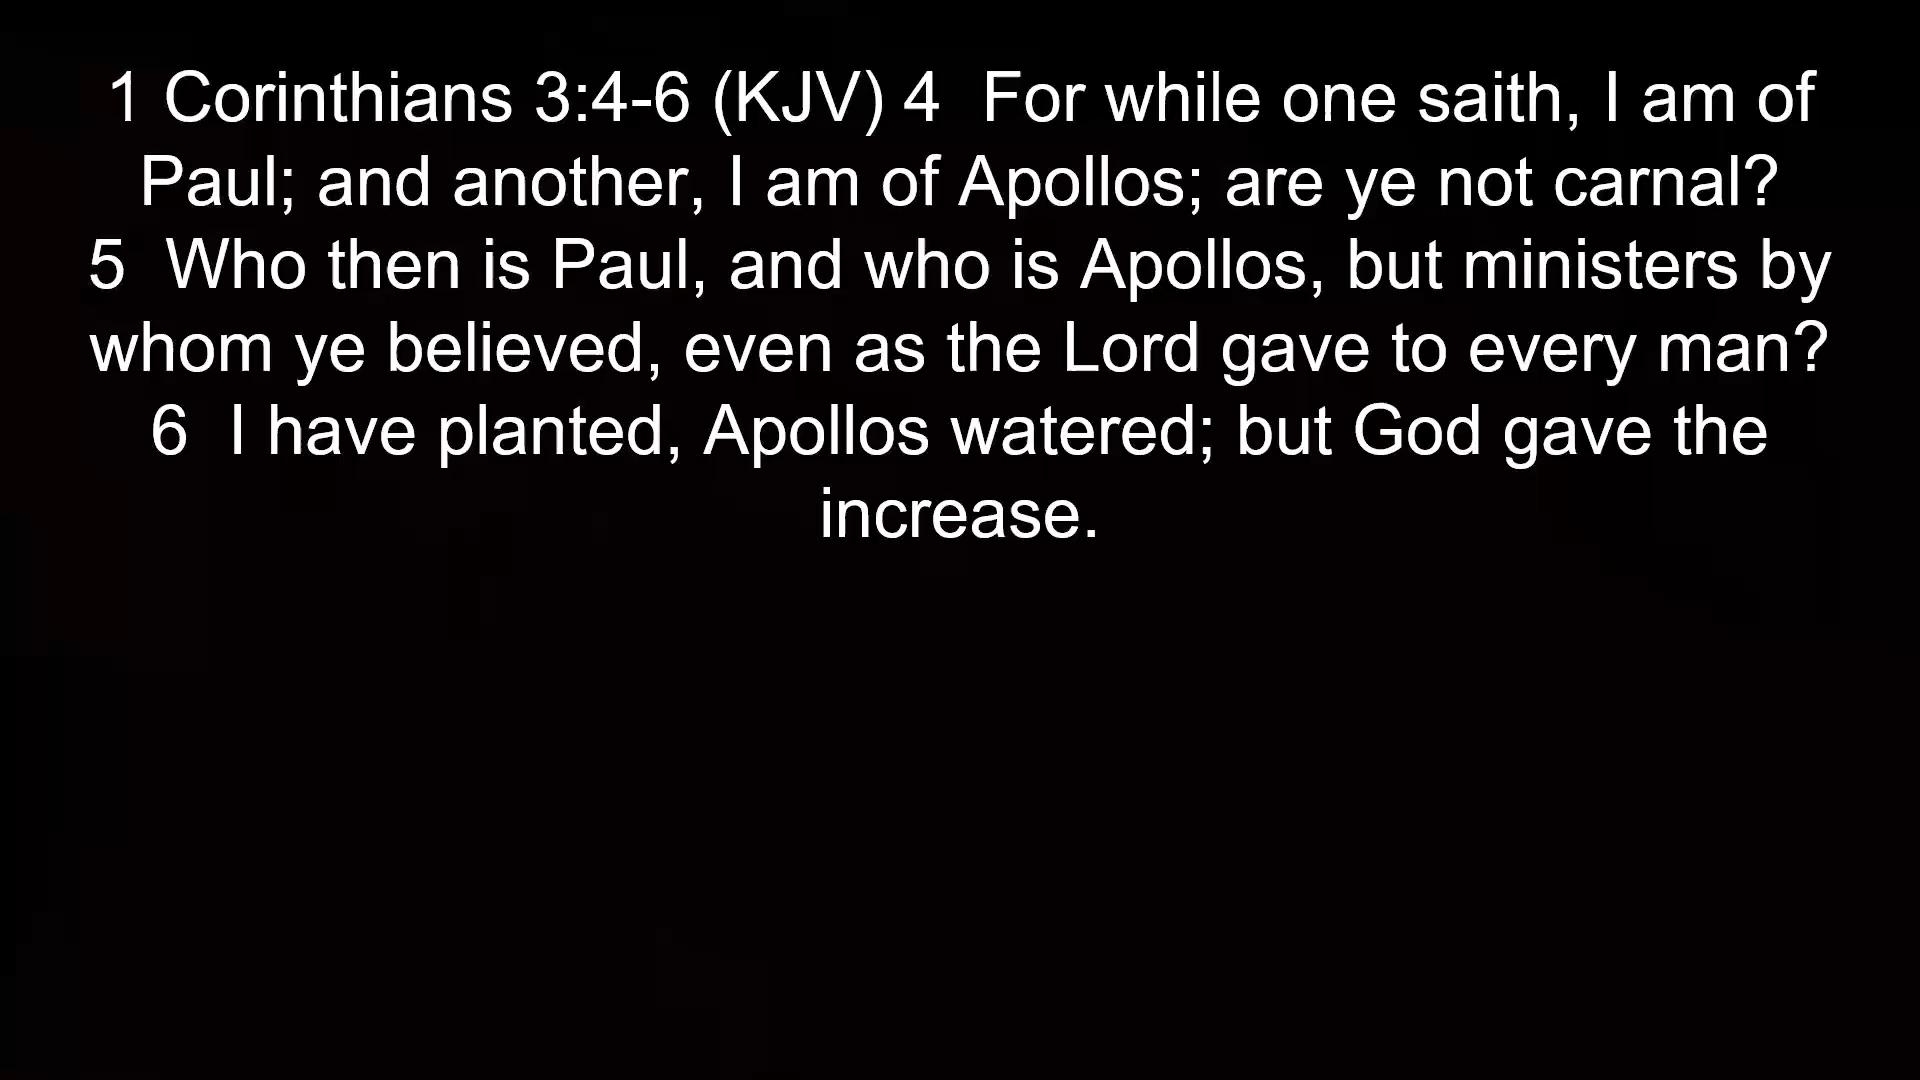 1 Corinthians 3:4-6 (KJV) 4  For while one saith, I am of
Paul; and another, I am of Apollos; are ye not carnal?
5  Who then is Paul, and who is Apollos, but ministers by
whom ye believed, even as the Lord gave to every man?
6  I have planted, Apollos watered; but God gave the
increase.